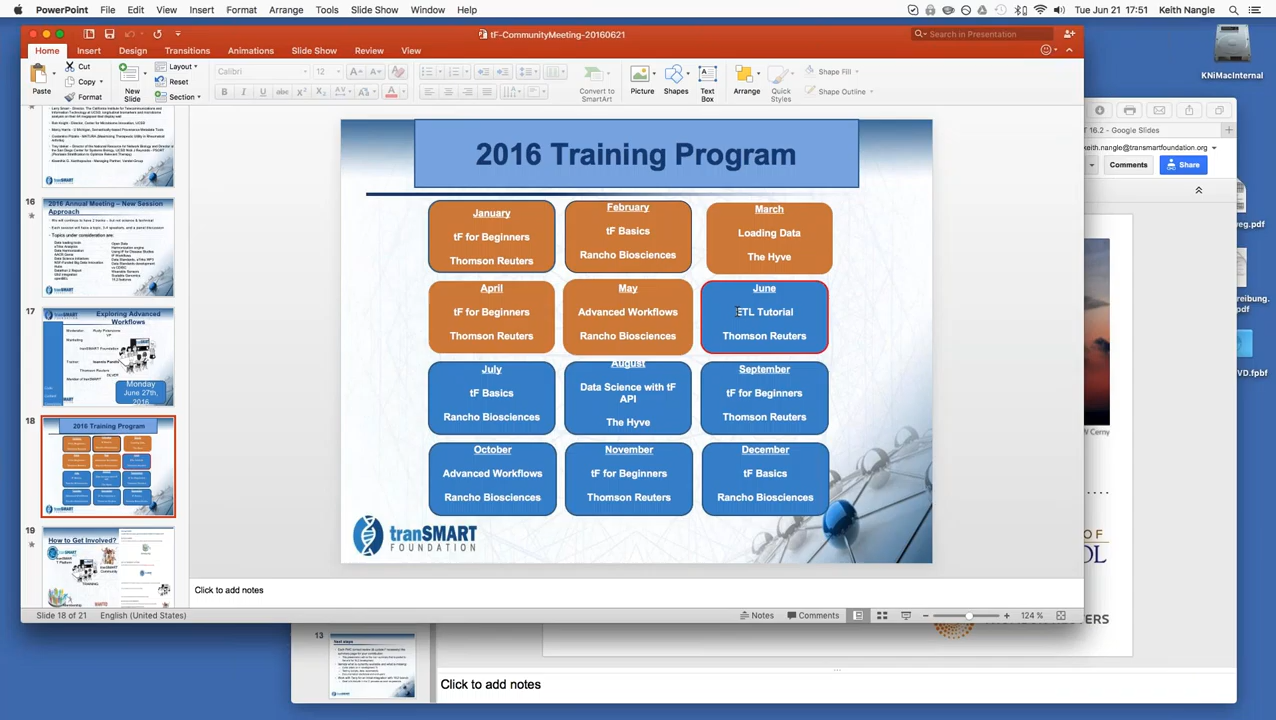 PowerPoint File Edit View Insert Format Arrange Tools Slide Show Window Help
Tue Jun 21 17:51 Keith Nangle
tF-CommunityMeeting-20160621
Search in Presentation
Home Insert Design Transitions Animations Slide Show Review View
Paste
Cut
Copy
Format
New Slide
Layout
Reset
Section
Calibri
12
Convert to SmartArt
Picture
Shapes
Text Box
Arrange
Quick Styles
Shape Fill
Shape Outline
KNiMacInternal
16
2016 Annual Meeting – New Session Approach
17
Exploring Advanced Workflows
Monday June 27th, 2016
18
2016 Training Program
19
How to Get Involved?
2016 Training Program
January
tF for Beginners
Thomson Reuters
February
tF Basics
Rancho Biosciences
March
Loading Data
The Hyve
April
tF for Beginners
Thomson Reuters
May
Advanced Workflows
Rancho Biosciences
June
ETL Tutorial
Thomson Reuters
July
tF Basics
Rancho Biosciences
August
Data Science with tF
API
The Hyve
September
tF for Beginners
Thomson Reuters
October
Advanced Workflows
Rancho Biosciences
November
tF for Beginners
Thomson Reuters
December
tF Basics
Rancho Biosciences
tranSMART
FOUNDATION
Click to add notes
Slide 18 of 21 English (United States)
Notes Comments 124 %
IT 16.2 - Google Slides
keith.nangle@transmartfoundation.org
Comments Share
13
Next steps
Click to add notes